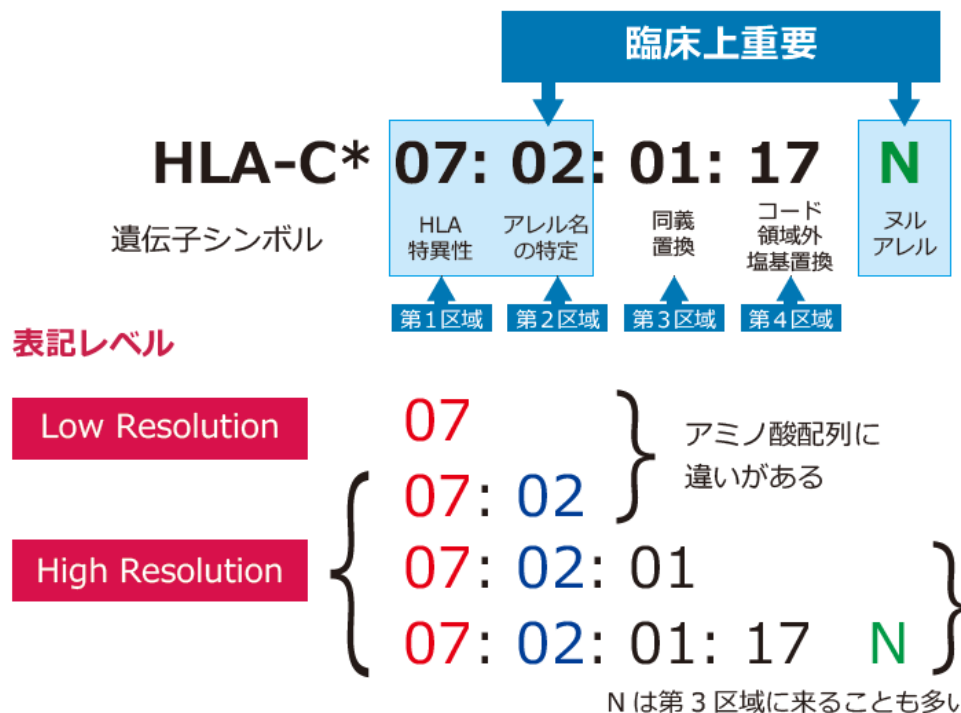 臨床上重要
HLA-C* 07: 02: 01: 17 N
遺伝子シンボル
HLA
特異性
アレル名
の特定
同義
置換
コード
領域外
塩基置換
ヌル
アレル
第1区域 第2区域 第3区域 第4区域
表記レベル
Low Resolution
07
07: 02
アミノ酸配列に
違いがある
High Resolution
07: 02: 01
07: 02: 01: 17 N
N は第 3 区域に来ることも多い